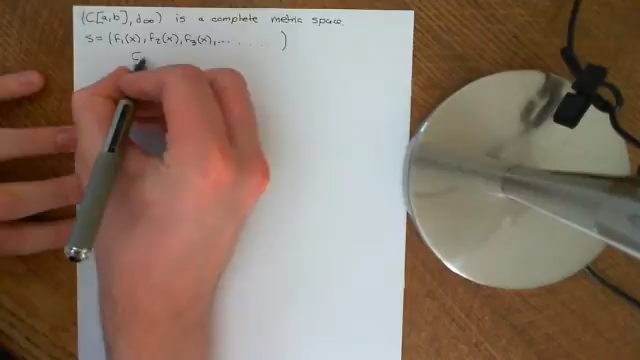 (C[a,b], d∞) is a complete metric space.
S = (f₁(x), f₂(x), f₃(x), ... . . . . )
C